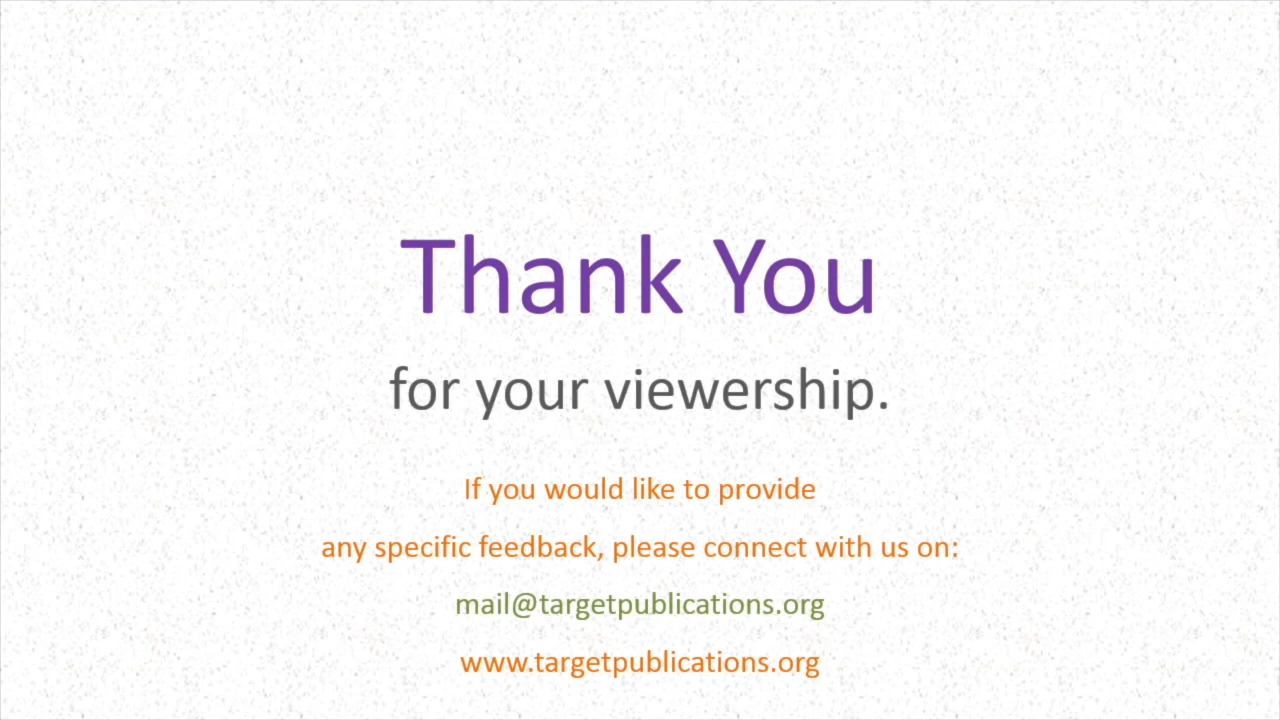 Thank You
for your viewership.
If you would like to provide
any specific feedback, please connect with us on:
mail@targetpublications.org
www.targetpublications.org